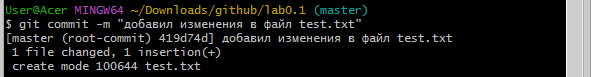 User@Acer MINGW64 ~/Downloads/github/lab0.1 (master)
$ git commit -m "добавил изменения в файл test.txt"
[master (root-commit) 419d74d] добавил изменения в файл test.txt
 1 file changed, 1 insertion(+)
 create mode 100644 test.txt